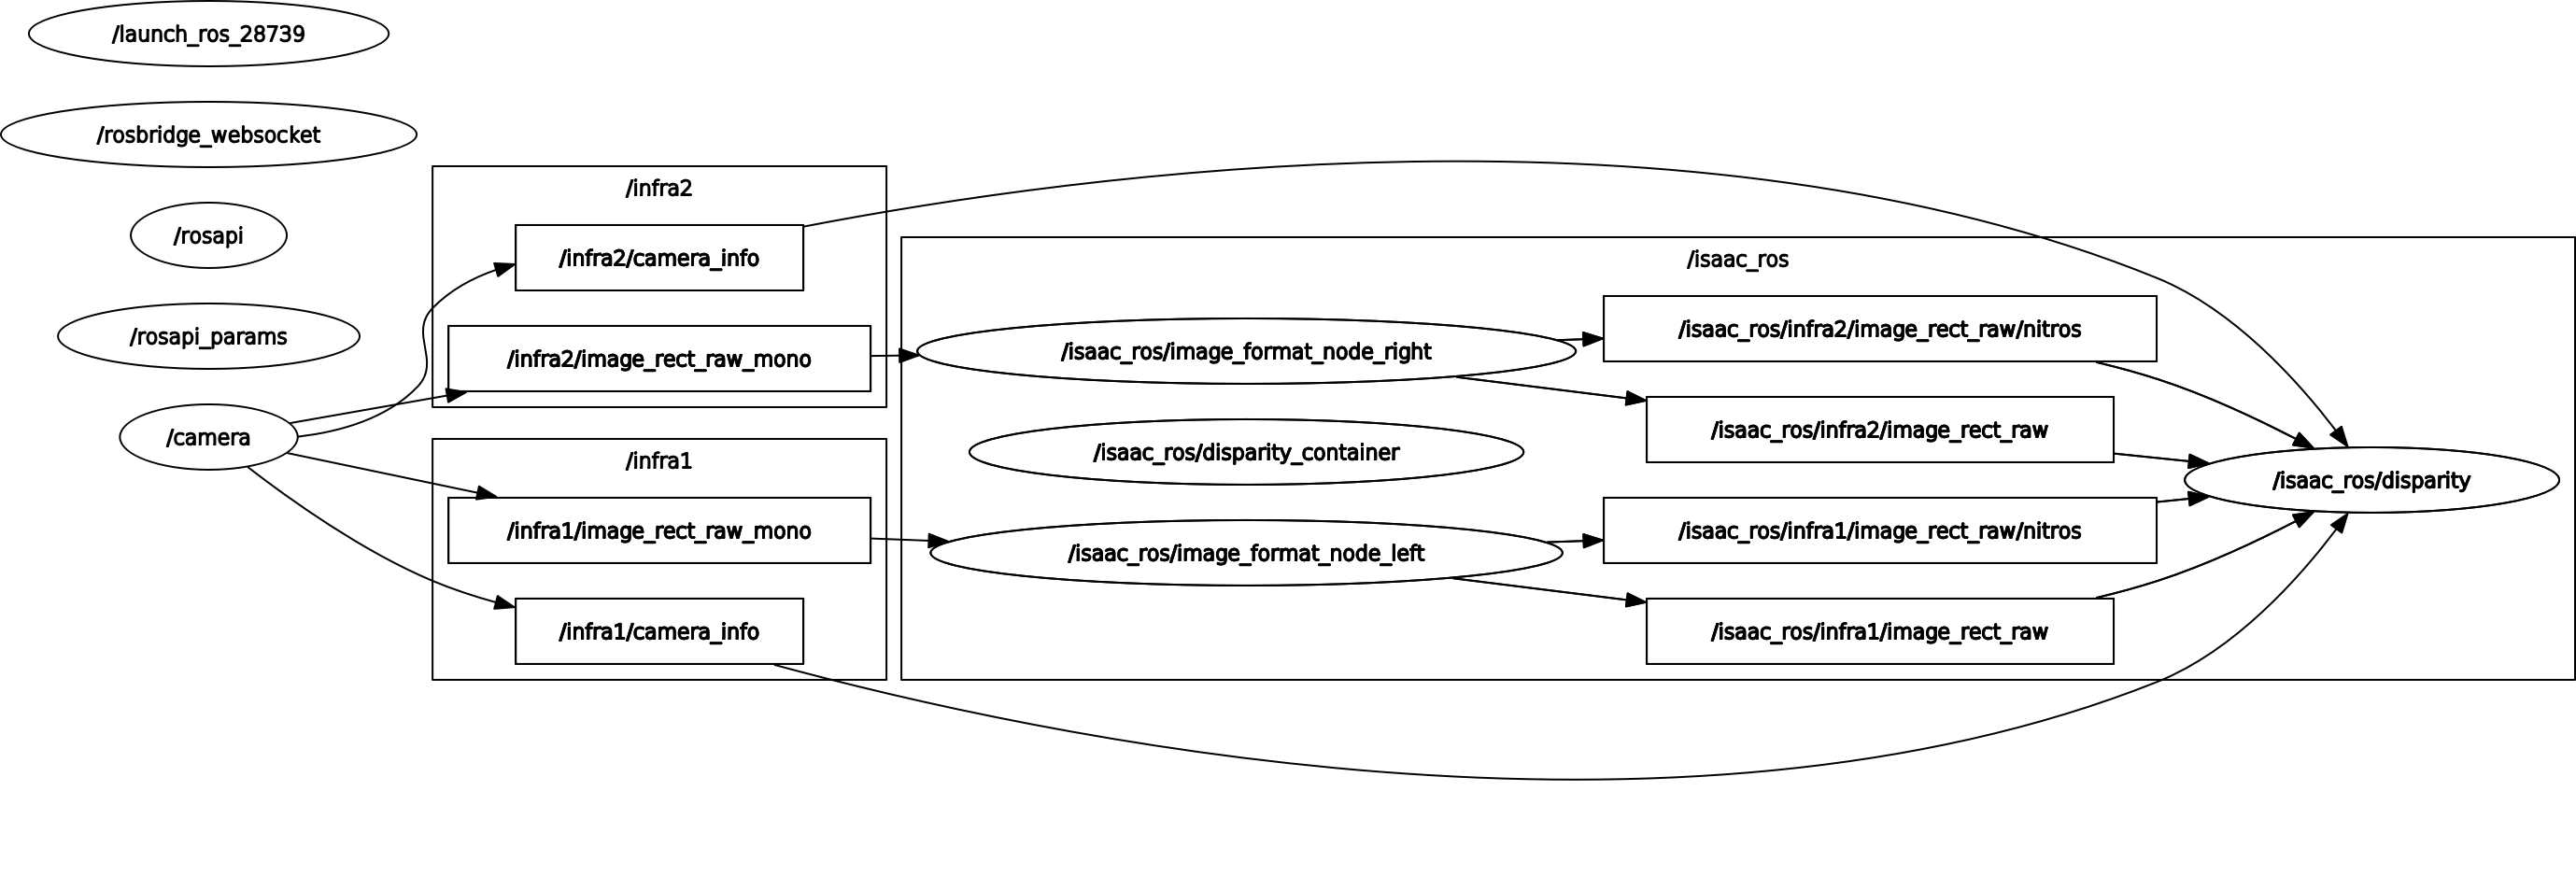 /launch_ros_28739
/rosbridge_websocket
/rosapi
/rosapi_params
/camera
/infra2
/infra2/camera_info
/infra2/image_rect_raw_mono
/infra1
/infra1/image_rect_raw_mono
/infra1/camera_info
/isaac_ros
/isaac_ros/image_format_node_right
/isaac_ros/disparity_container
/isaac_ros/image_format_node_left
/isaac_ros/infra2/image_rect_raw/nitros
/isaac_ros/infra2/image_rect_raw
/isaac_ros/infra1/image_rect_raw/nitros
/isaac_ros/infra1/image_rect_raw
/isaac_ros/disparity